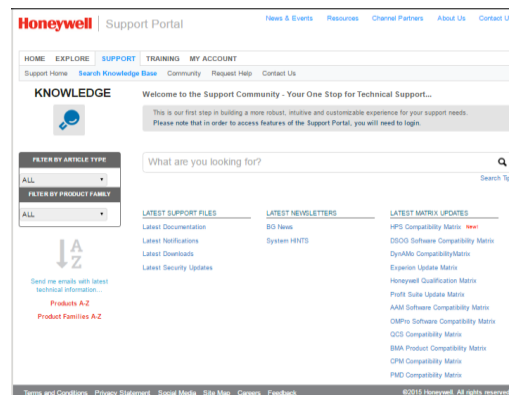 Honeywell Support Portal
News & Events Resources Channel Partners About Us Contact U
HOME EXPLORE SUPPORT TRAINING MY ACCOUNT
Support Home Search Knowledge Base Community Request Help Contact Us
KNOWLEDGE
Welcome to the Support Community - Your One Stop for Technical Support...
This is our first step in building a more robust, intuitive and customizable experience for your support needs.
Please note that in order to access features of the Support Portal, you will need to login.
FILTER BY ARTICLE TYPE
ALL
FILTER BY PRODUCT FAMILY
ALL
A
Z
Send me emails with latest
technical information...
Products A-Z
Product Families A-Z
What are you looking for?
Search Tip
LATEST SUPPORT FILES
Latest Documentation
Latest Notifications
Latest Downloads
Latest Security Updates
LATEST NEWSLETTERS
BG News
System HINTS
LATEST MATRIX UPDATES
HPS Compatibility Matrix New!
DSOG Software Compatibility Matrix
DynAMo CompatibilityMatrix
Experion Update Matrix
Honeywell Qualification Matrix
Profit Suite Update Matrix
AAM Software Compatibility Matrix
OMPro Software Compatibility Matrix
QCS Compatibility Matrix
BMA Product Compatibility Matrix
CPM Compatibility Matrix
PMD Compatibility Matrix
Terms and Conditions Privacy Statement Social Media Site Map Careers Feedback
©2015 Honeywell. All rights reserved